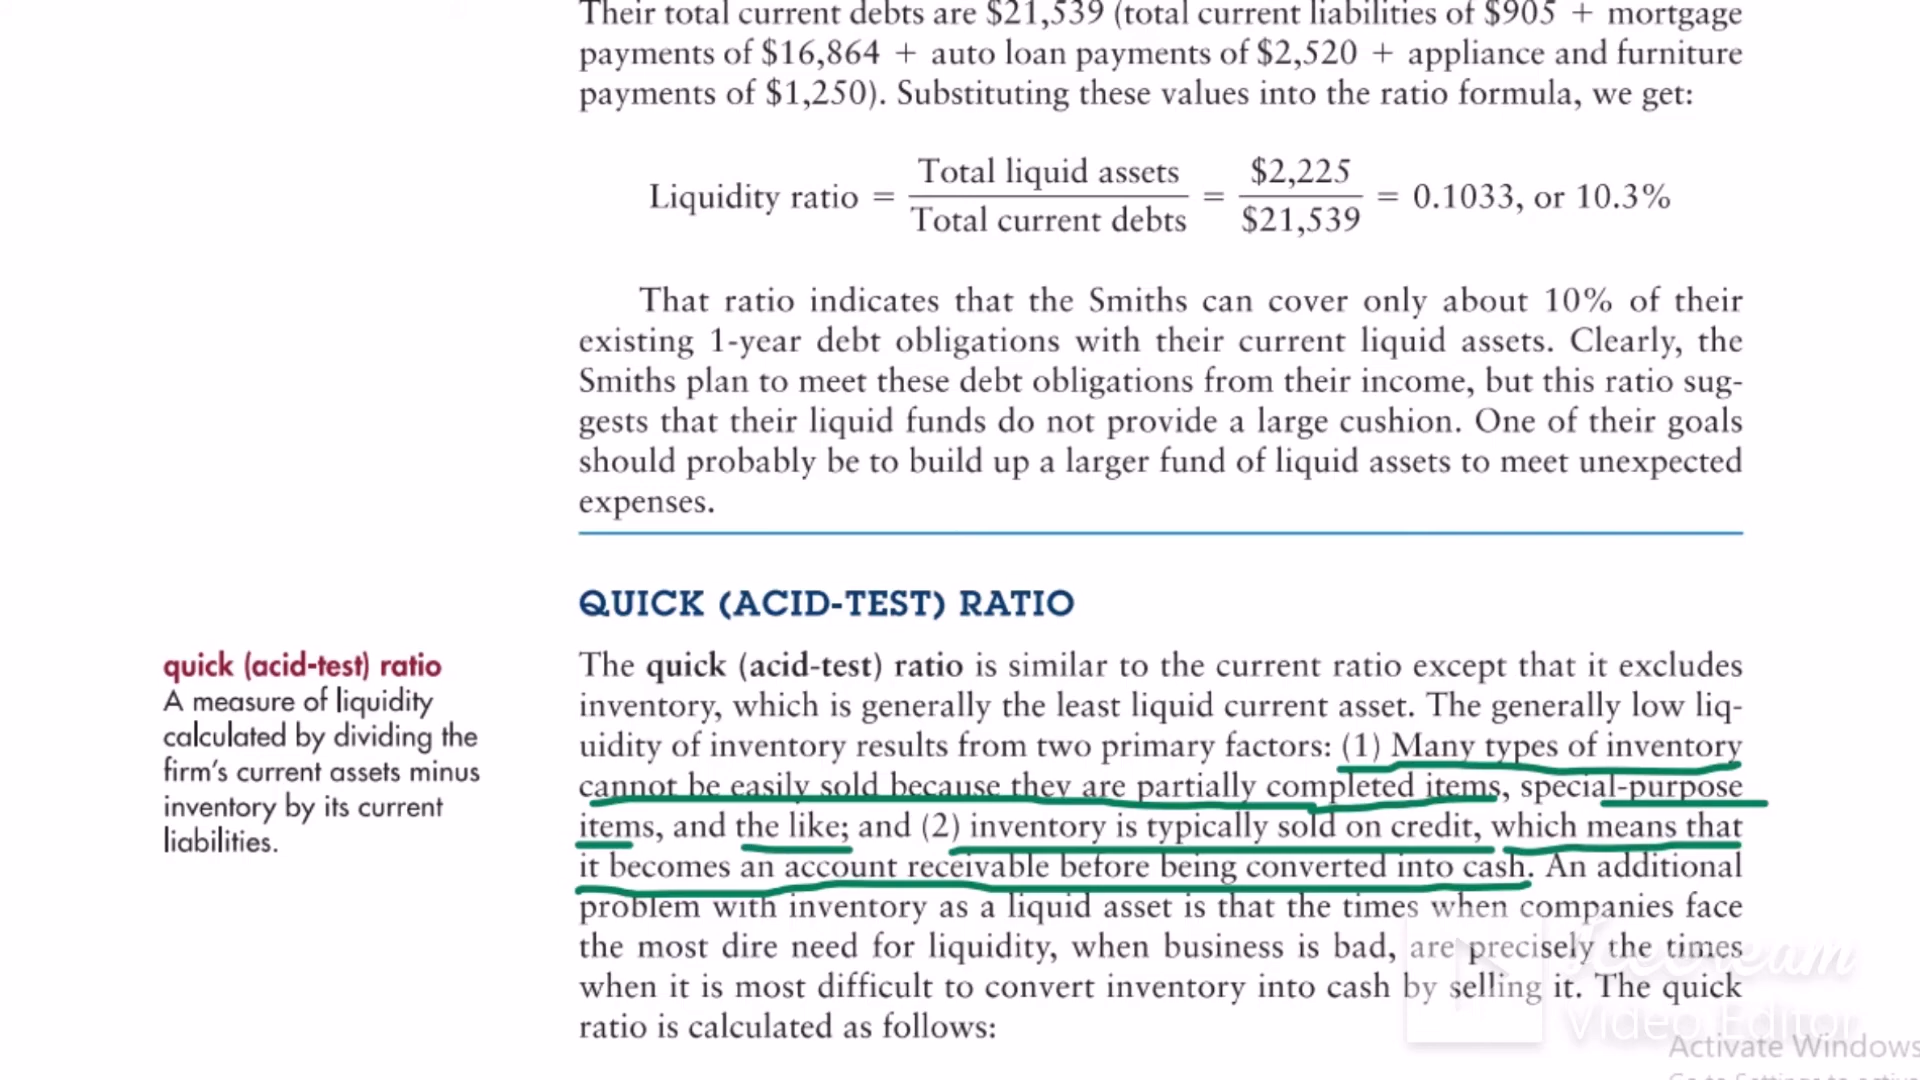 Their total current debts are $21,539 (total current liabilities of $905 + mortgage
payments of $16,864 + auto loan payments of $2,520 + appliance and furniture
payments of $1,250). Substituting these values into the ratio formula, we get:
Liquidity ratio = Total liquid assets / Total current debts = $2,225 / $21,539 = 0.1033, or 10.3%
That ratio indicates that the Smiths can cover only about 10% of their
existing 1-year debt obligations with their current liquid assets. Clearly, the
Smiths plan to meet these debt obligations from their income, but this ratio sug-
gests that their liquid funds do not provide a large cushion. One of their goals
should probably be to build up a larger fund of liquid assets to meet unexpected
expenses.
QUICK (ACID-TEST) RATIO
quick (acid-test) ratio
A measure of liquidity
calculated by dividing the
firm's current assets minus
inventory by its current
liabilities.
The quick (acid-test) ratio is similar to the current ratio except that it excludes
inventory, which is generally the least liquid current asset. The generally low liq-
uidity of inventory results from two primary factors: (1) Many types of inventory
cannot be easily sold because they are partially completed items, special-purpose
items, and the like; and (2) inventory is typically sold on credit, which means that
it becomes an account receivable before being converted into cash. An additional
problem with inventory as a liquid asset is that the times when companies face
the most dire need for liquidity, when business is bad, are precisely the times
when it is most difficult to convert inventory into cash by selling it. The quick
ratio is calculated as follows:
Icecream
Video Editor
Activate Windows